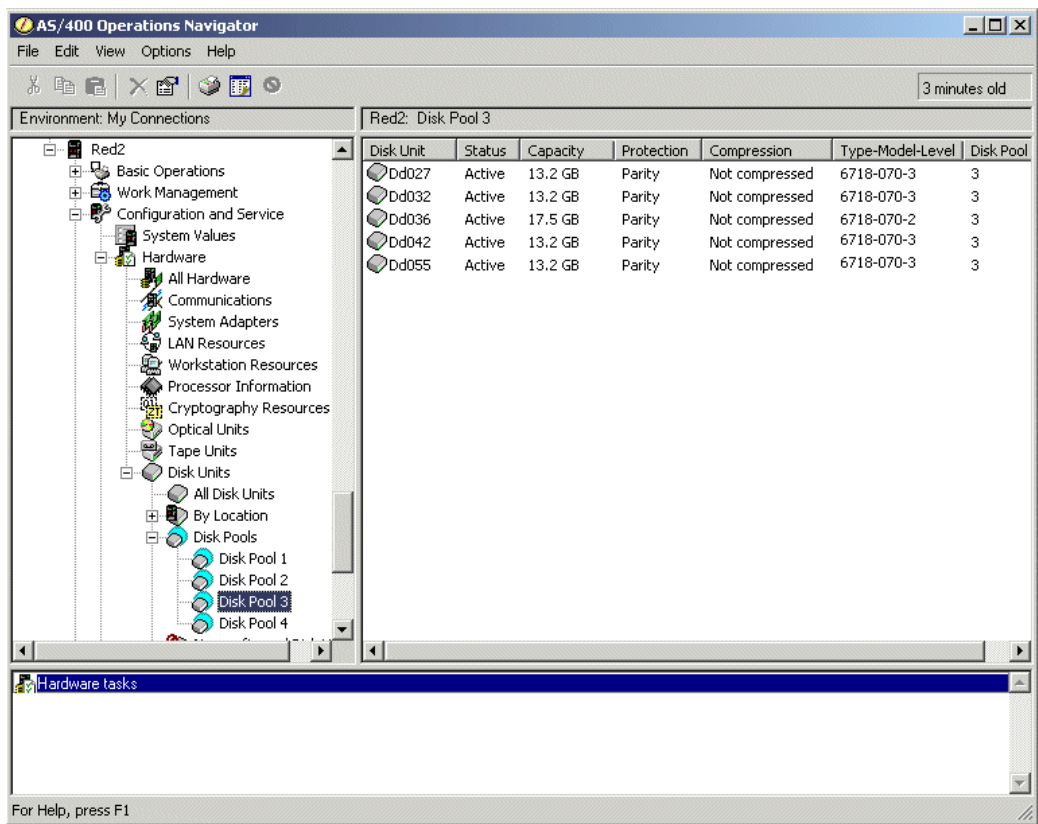 AS/400 Operations Navigator
File Edit View Options Help
3 minutes old
Environment: My Connections
Red2: Disk Pool 3
Red2
Basic Operations
Work Management
Configuration and Service
System Values
Hardware
All Hardware
Communications
System Adapters
LAN Resources
Workstation Resources
Processor Information
Cryptography Resources
Optical Units
Tape Units
Disk Units
All Disk Units
By Location
Disk Pools
Disk Pool 1
Disk Pool 2
Disk Pool 3
Disk Pool 4
Disk Unit Status Capacity Protection Compression Type-Model-Level Disk Pool
Dd027 Active 13.2 GB Parity Not compressed 6718-070-3 3
Dd032 Active 13.2 GB Parity Not compressed 6718-070-3 3
Dd036 Active 17.5 GB Parity Not compressed 6718-070-2 3
Dd042 Active 13.2 GB Parity Not compressed 6718-070-3 3
Dd055 Active 13.2 GB Parity Not compressed 6718-070-3 3
Hardware tasks
For Help, press F1